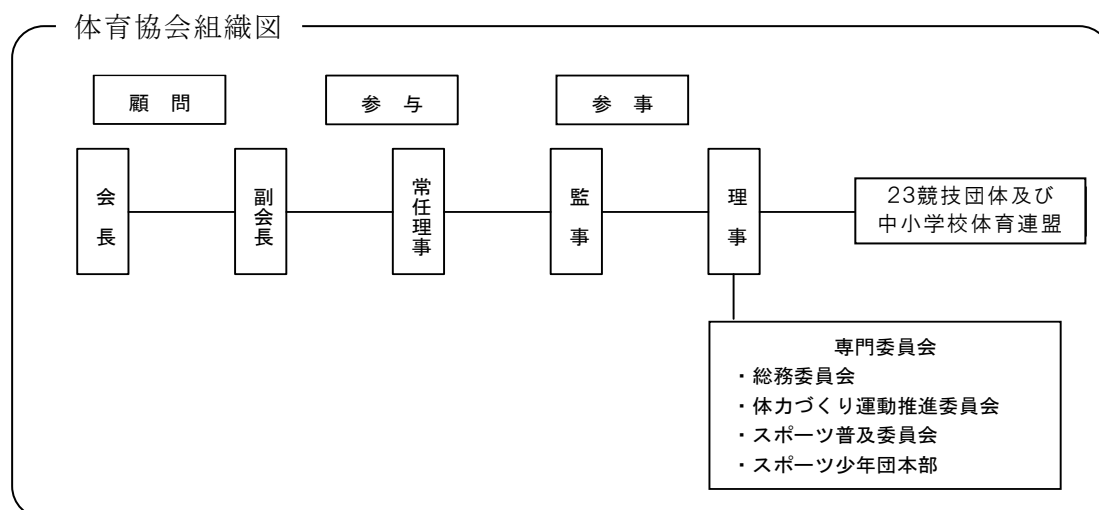 体育協会組織図
顧 問
参 与
参 事
会長
副会長
常任理事
監事
理事
23競技団体及び
中小学校体育連盟
専門委員会
・総務委員会
・体力づくり運動推進委員会
・スポーツ普及委員会
・スポーツ少年団本部